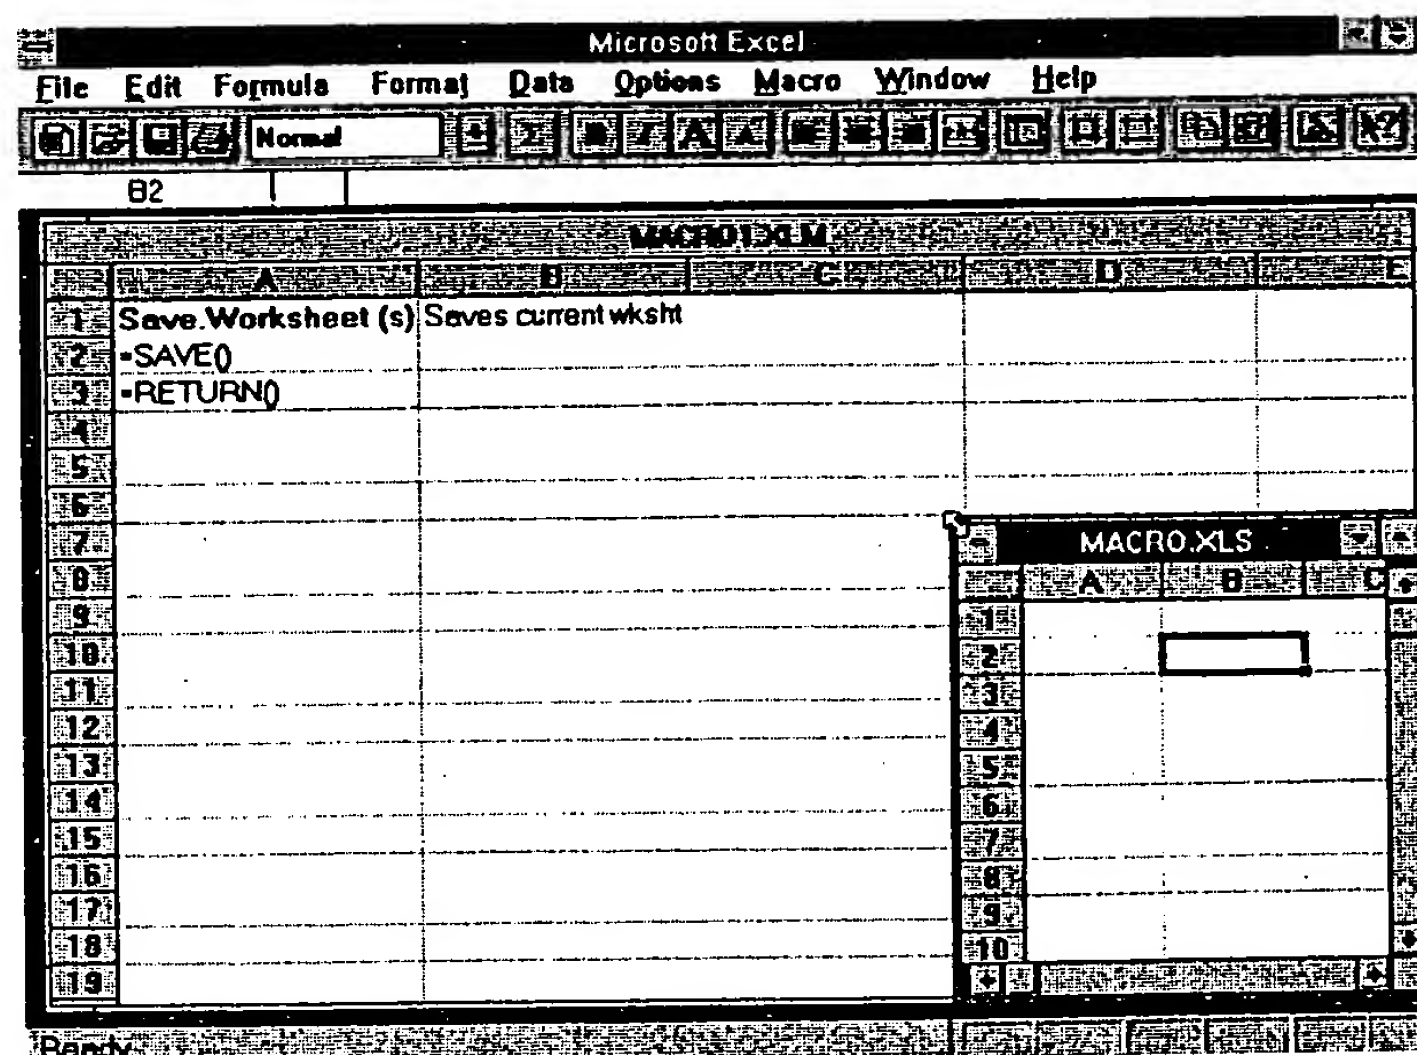 Microsoft Excel
File Edit Formula Format Data Options Macro Window Help
Normal
B2
MACRO1.XLM
A B C D E
1 Save.Worksheet (s) Saves current wksht
2 =SAVE()
3 =RETURN()
4
5
6
7
8
9
10
11
12
13
14
15
16
17
18
19
MACRO.XLS
A B C
1
2
3
4
5
6
7
8
9
10
Ready